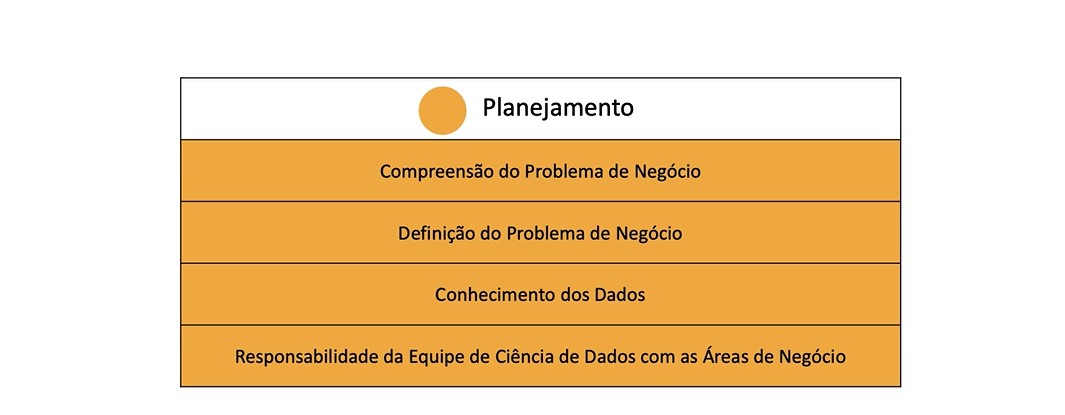 Planejamento
Compreensão do Problema de Negócio
Definição do Problema de Negócio
Conhecimento dos Dados
Responsabilidade da Equipe de Ciência de Dados com as Áreas de Negócio